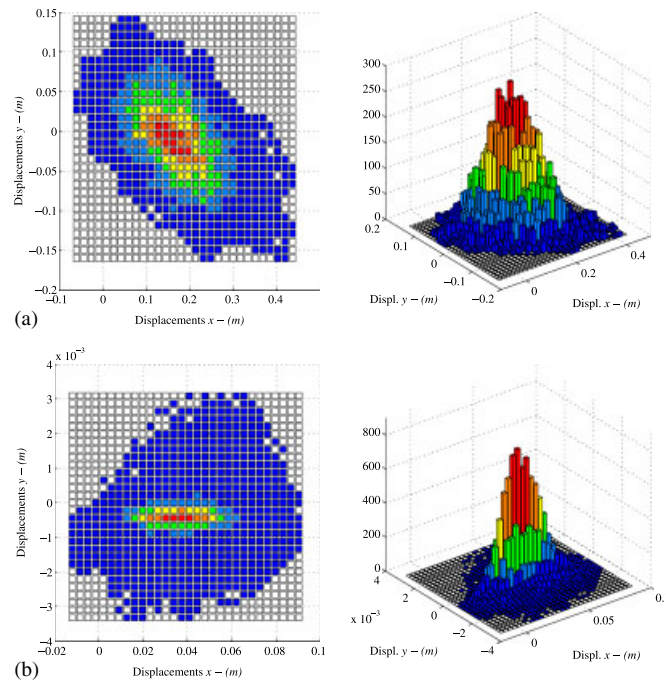 0.15
0.1
0.05
0
−0.05
−0.1
−0.15
−0.2
Displacements y – (m)
−0.1 0 0.1 0.2 0.3 0.4
Displacements x – (m)
(a)
300
250
200
150
100
50
0
0.2
0.1
0
−0.1
−0.2
Displ. y – (m)
0 0.2 0.4
Displ. x – (m)
x 10⁻³
4
3
2
1
0
−1
−2
−3
−4
Displacements y – (m)
−0.02 0 0.02 0.04 0.06 0.08 0.1
Displacements x – (m)
(b)
800
600
400
200
0
4
2
0
−2
−4
x 10⁻³
Displ. y – (m)
0 0.05 0.
Displ. x – (m)